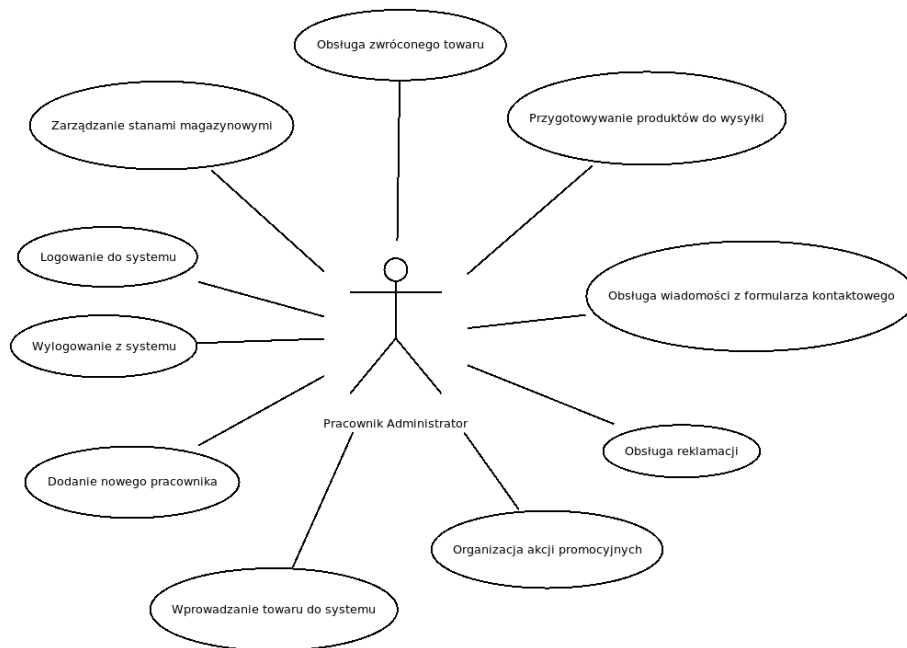 Obsługa zwróconego towaru
Zarządzanie stanami magazynowymi
Przygotowywanie produktów do wysyłki
Logowanie do systemu
Obsługa wiadomości z formularza kontaktowego
Wylogowanie z systemu
Pracownik Administrator
Obsługa reklamacji
Dodanie nowego pracownika
Organizacja akcji promocyjnych
Wprowadzanie towaru do systemu